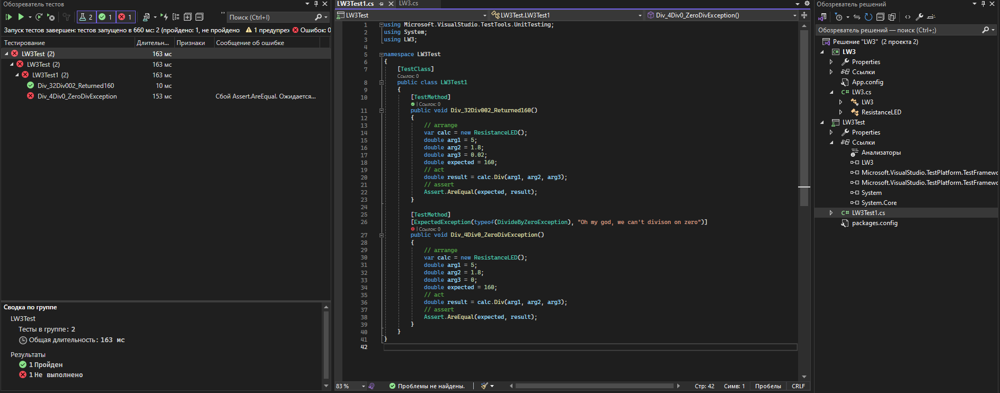 Обозреватель тестов
2
1
1
Поиск (Ctrl+I)
Запуск тестов завершен: тестов запущено в 660 мс: 2 (пройдено: 1, не пройдено
1 предупреж
Ошибок: 0
Тестирование
Длительн...
Признаки
Сообщение об ошибке
LW3Test (2)
163 мс
LW3Test (2)
163 мс
LW3Test1 (2)
163 мс
Div_32Div002_Returned160
10 мс
Div_4Div0_ZeroDivException
153 мс
Сбой Assert.AreEqual. Ожидается...
Сводка по группе
LW3Test
Тесты в группе: 2
Общая длительность: 163 мс
Результаты
1 Пройден
1 Не выполнено
LW3Test1.cs
LW3.cs
LW3Test
LW3Test.LW3Test1
Div_4Div0_ZeroDivException()
1 using Microsoft.VisualStudio.TestTools.UnitTesting;
2 using System;
3 using LW3;
4
5 namespace LW3Test
6 {
7 [TestClass]
Ссылок: 0
8 public class LW3Test1
9 {
10 [TestMethod]
| Ссылок: 0
11 public void Div_32Div002_Returned160()
12 {
13 // arrange
14 var calc = new ResistanceLED();
15 double arg1 = 5;
16 double arg2 = 1.8;
17 double arg3 = 0.02;
18 double expected = 160;
19 // act
20 double result = calc.Div(arg1, arg2, arg3);
21 // assert
22 Assert.AreEqual(expected, result);
23 }
24
25 [TestMethod]
26 [ExpectedException(typeof(DivideByZeroException), "Oh my god, we can't divison on zero")]
| Ссылок: 0
27 public void Div_4Div0_ZeroDivException()
28 {
29 // arrange
30 var calc = new ResistanceLED();
31 double arg1 = 5;
32 double arg2 = 1.8;
33 double arg3 = 0;
34 double expected = 160;
35 // act
36 double result = calc.Div(arg1, arg2, arg3);
37 // assert
38 Assert.AreEqual(expected, result);
39 }
40 }
41 }
42
83 %
Проблемы не найдены.
Стр: 42
Симв: 1
Пробелы
CRLF
Обозреватель решений
Обозреватель решений — поиск (Ctrl+;)
Решение "LW3" (2 проекта 2)
C# LW3
Properties
Ссылки
App.config
C# LW3.cs
LW3
ResistanceLED
LW3Test
Properties
Ссылки
Анализаторы
LW3
Microsoft.VisualStudio.TestPlatform.TestFramewo
Microsoft.VisualStudio.TestPlatform.TestFramewo
System
System.Core
C# LW3Test1.cs
packages.config